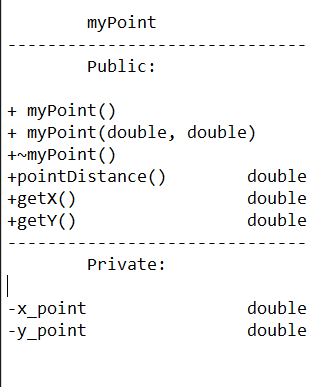 myPoint
------------------------------
Public:
+ myPoint()
+ myPoint(double, double)
+~myPoint()
+pointDistance() double
+getX() double
+getY() double
------------------------------
Private:
-x_point double
-y_point double